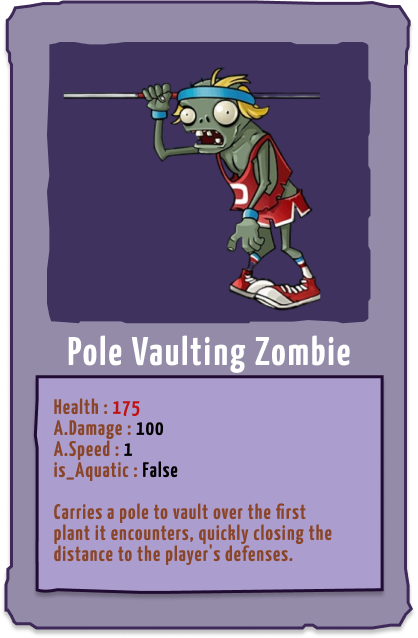 Pole Vaulting Zombie
Health : 175
A.Damage : 100
A.Speed : 1
is_Aquatic : False
Carries a pole to vault over the first
plant it encounters, quickly closing the
distance to the player's defenses.